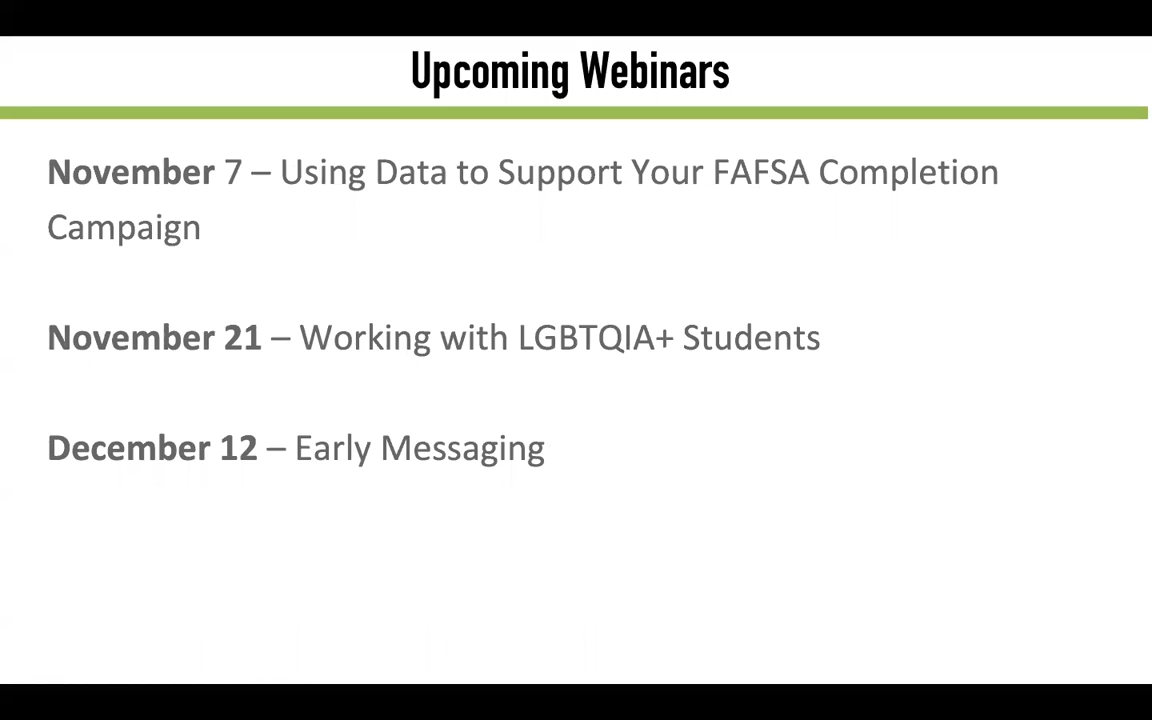 Upcoming Webinars
November 7 – Using Data to Support Your FAFSA Completion
Campaign
November 21 – Working with LGBTQIA+ Students
December 12 – Early Messaging